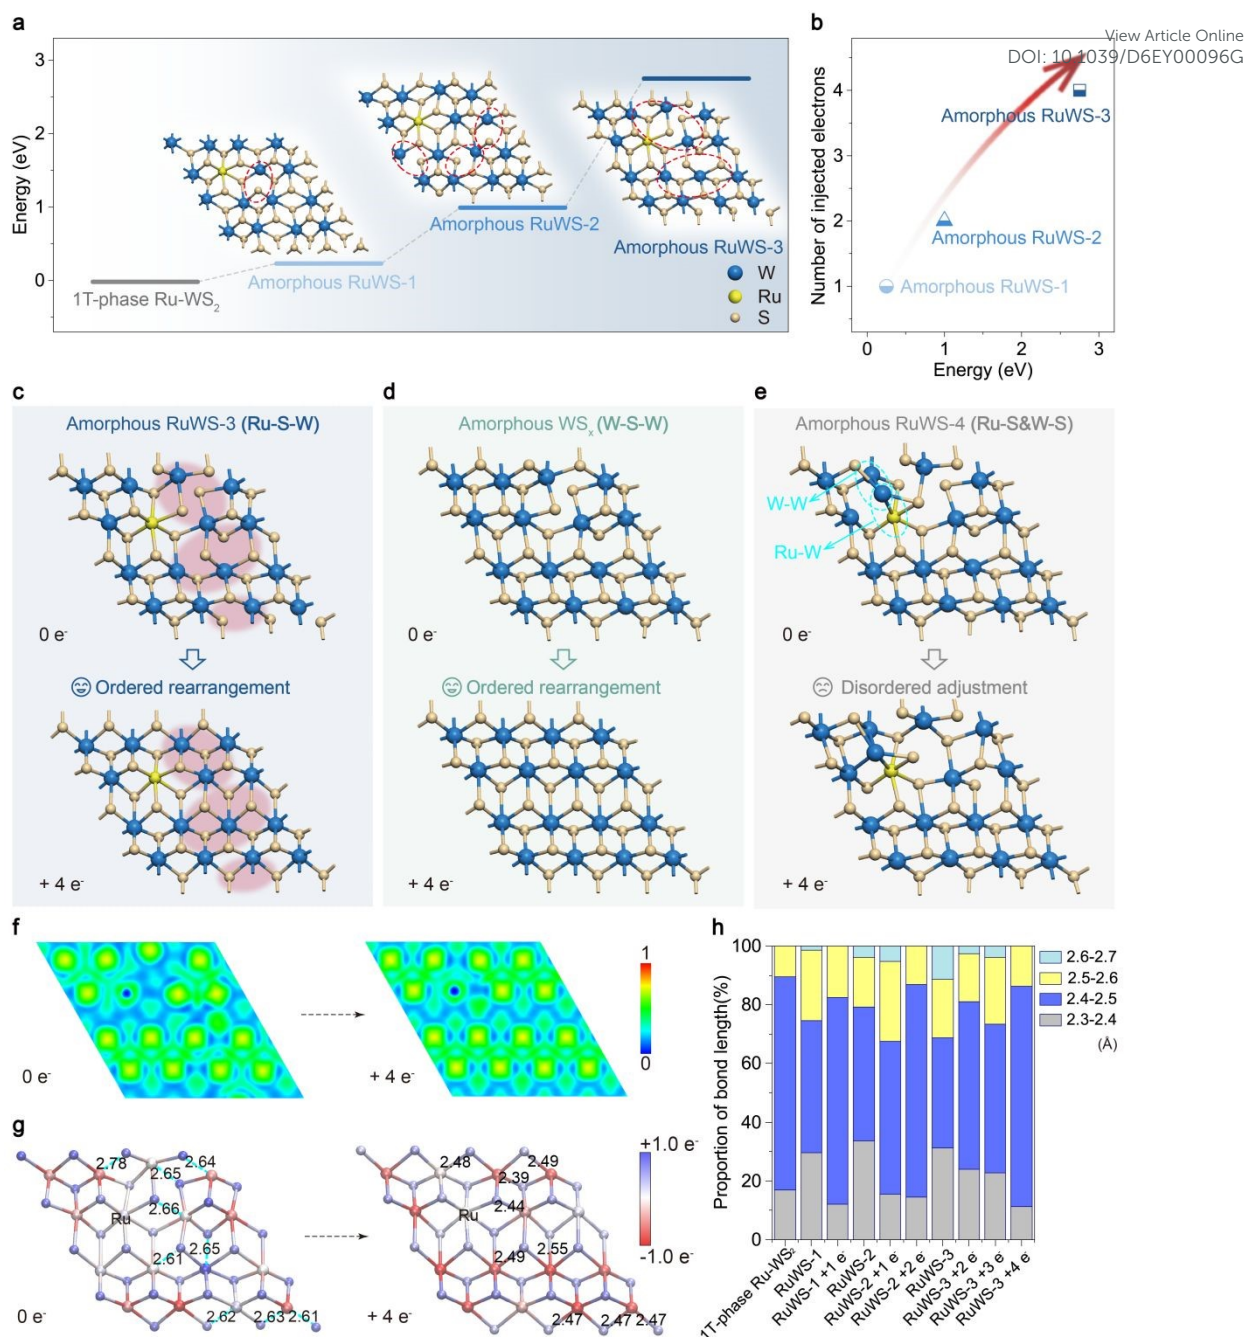 View Article Online
DOI: 10.1039/D6EY00096G
a
Energy (eV)
3
2
1
0
1T-phase Ru-WS₂
Amorphous RuWS-1
Amorphous RuWS-2
Amorphous RuWS-3
W
Ru
S
b
Number of injected electrons
4
3
2
1
Amorphous RuWS-3
Amorphous RuWS-2
Amorphous RuWS-1
0 1 2 3
Energy (eV)
c
Amorphous RuWS-3 (Ru-S-W)
0 e⁻
Ordered rearrangement
+ 4 e⁻
d
Amorphous WSₓ (W-S-W)
0 e⁻
Ordered rearrangement
+ 4 e⁻
e
Amorphous RuWS-4 (Ru-S&W-S)
W-W
Ru-W
0 e⁻
Disordered adjustment
+ 4 e⁻
f
0 e⁻
+ 4 e⁻
1
0
g
2.78
2.65
2.64
2.66
Ru
2.65
2.61
2.62
2.63
2.61
0 e⁻
2.48
2.49
2.39
2.44
Ru
2.49
2.55
2.47
2.47
2.47
+ 4 e⁻
+1.0 e⁻
-1.0 e⁻
h
Proportion of bond length(%)
100
80
60
40
20
0
1T-phase Ru-WS₂
RuWS-1
RuWS-1 +1 e⁻
RuWS-2
RuWS-2 +1 e⁻
RuWS-2 +2 e⁻
RuWS-3
RuWS-3 +2 e⁻
RuWS-3 +3 e⁻
RuWS-3 +4 e⁻
2.6-2.7
2.5-2.6
2.4-2.5
2.3-2.4
(Å)